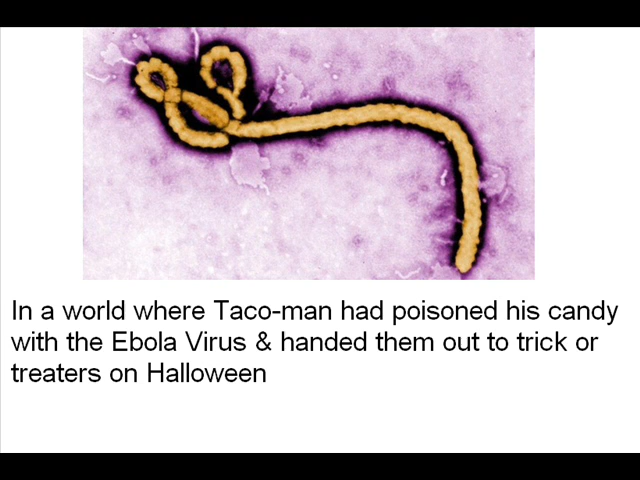 In a world where Taco-man had poisoned his candy
with the Ebola Virus & handed them out to trick or
treaters on Halloween